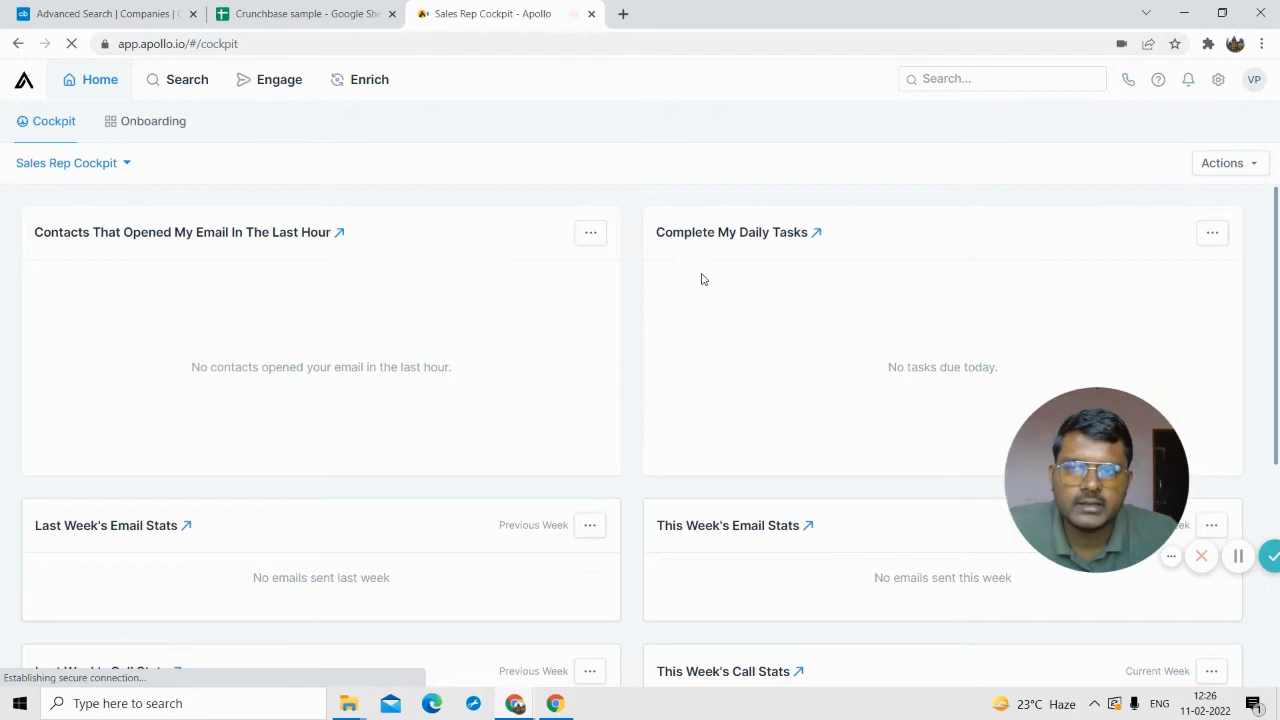 Advanced Search | Companies | C
Crunchbase sample - Google She
Sales Rep Cockpit - Apollo
app.apollo.io/#/cockpit
Home
Search
Engage
Enrich
Search...
VP
Cockpit
Onboarding
Sales Rep Cockpit
Actions
Contacts That Opened My Email In The Last Hour
Complete My Daily Tasks
No contacts opened your email in the last hour.
No tasks due today.
Last Week's Email Stats
Previous Week
This Week's Email Stats
No emails sent last week
No emails sent this week
Previous Week
This Week's Call Stats
Current Week
Establishing secure connection...
Type here to search
23°C Haze
ENG
12:26
11-02-2022